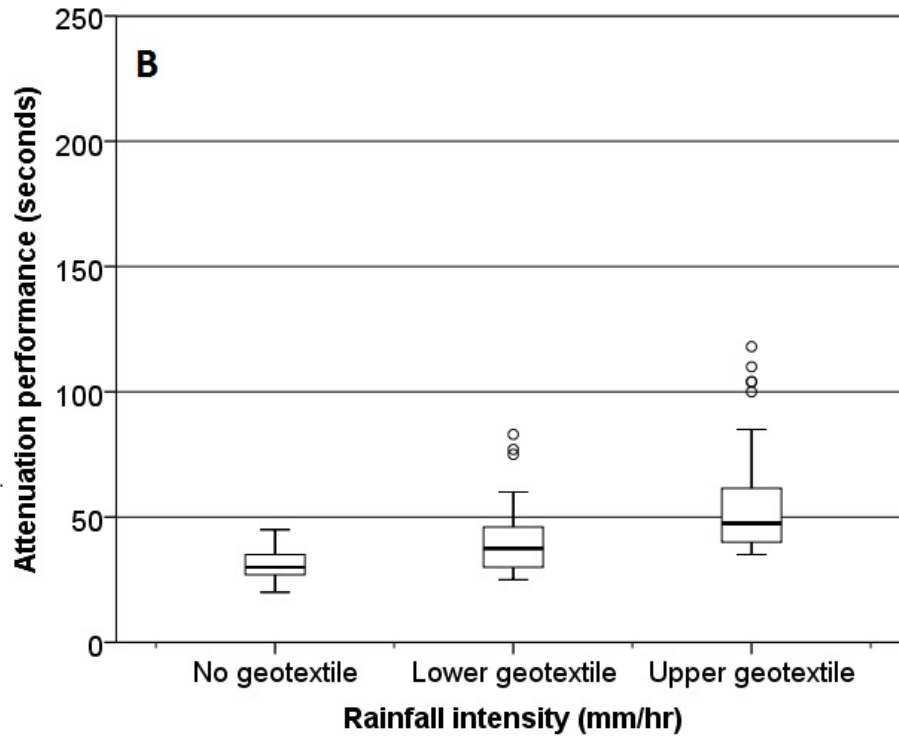 B
Attenuation performance (seconds)
250
200
150
100
50
0
No geotextile Lower geotextile Upper geotextile
Rainfall intensity (mm/hr)